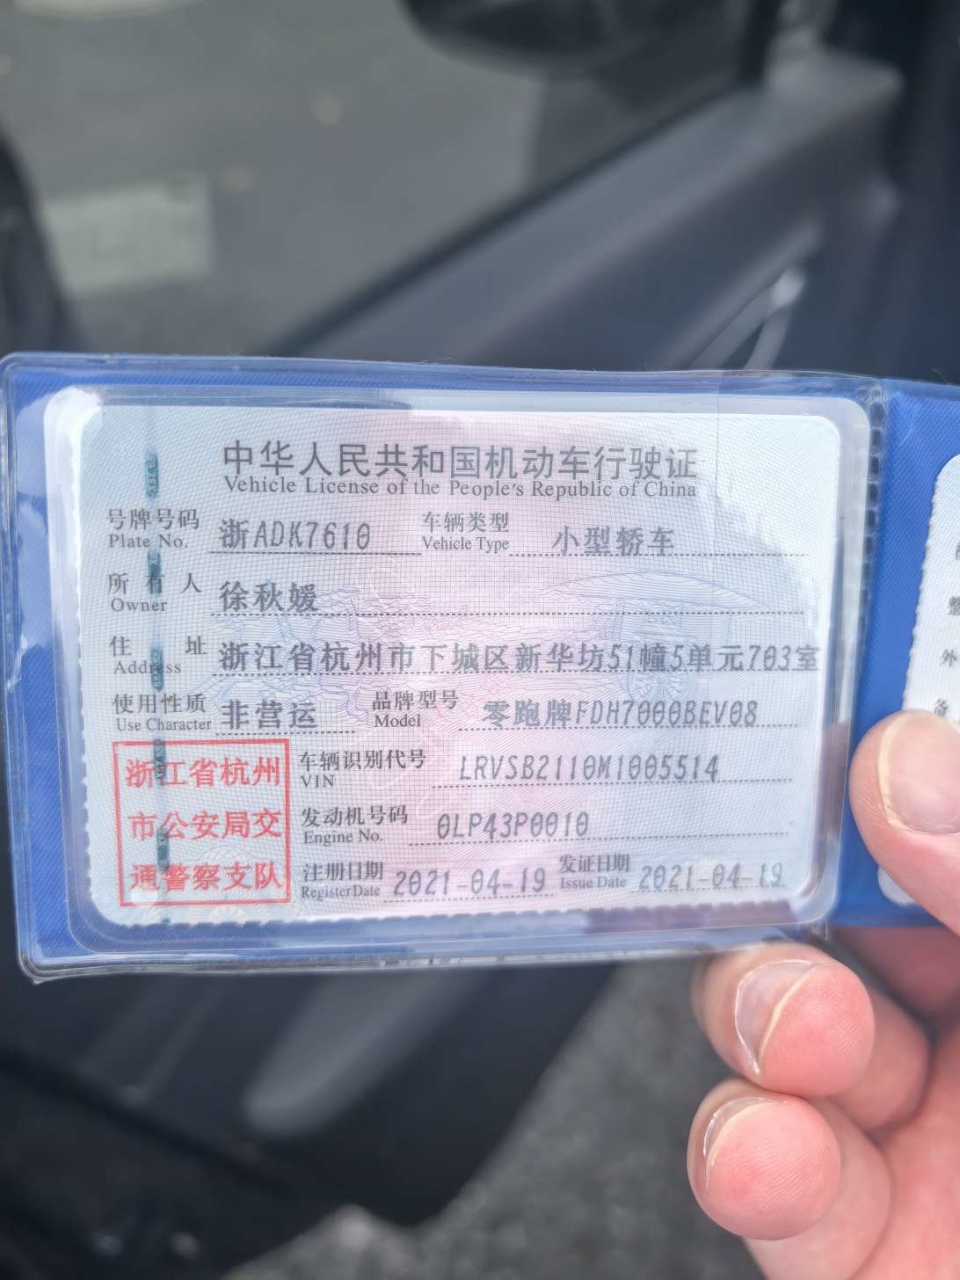 中华人民共和国机动车行驶证
Vehicle License of the People's Republic of China
号牌号码 浙ADK7610 车辆类型 小型轿车
Plate No. Vehicle Type
所有人 徐秋媛
Owner
住址 浙江省杭州市下城区新华坊51幢5单元703室
Address
使用性质 非营运 品牌型号 零跑牌FDH7000BEV08
Use Character Model
浙江省杭州
市公安局交
通警察支队
车辆识别代号 LRVSB2110M1005514
VIN
发动机号码 0LP43P0010
Engine No.
注册日期 2021-04-19 发证日期 2021-04-19
Register Date Issue Date
整
外
备